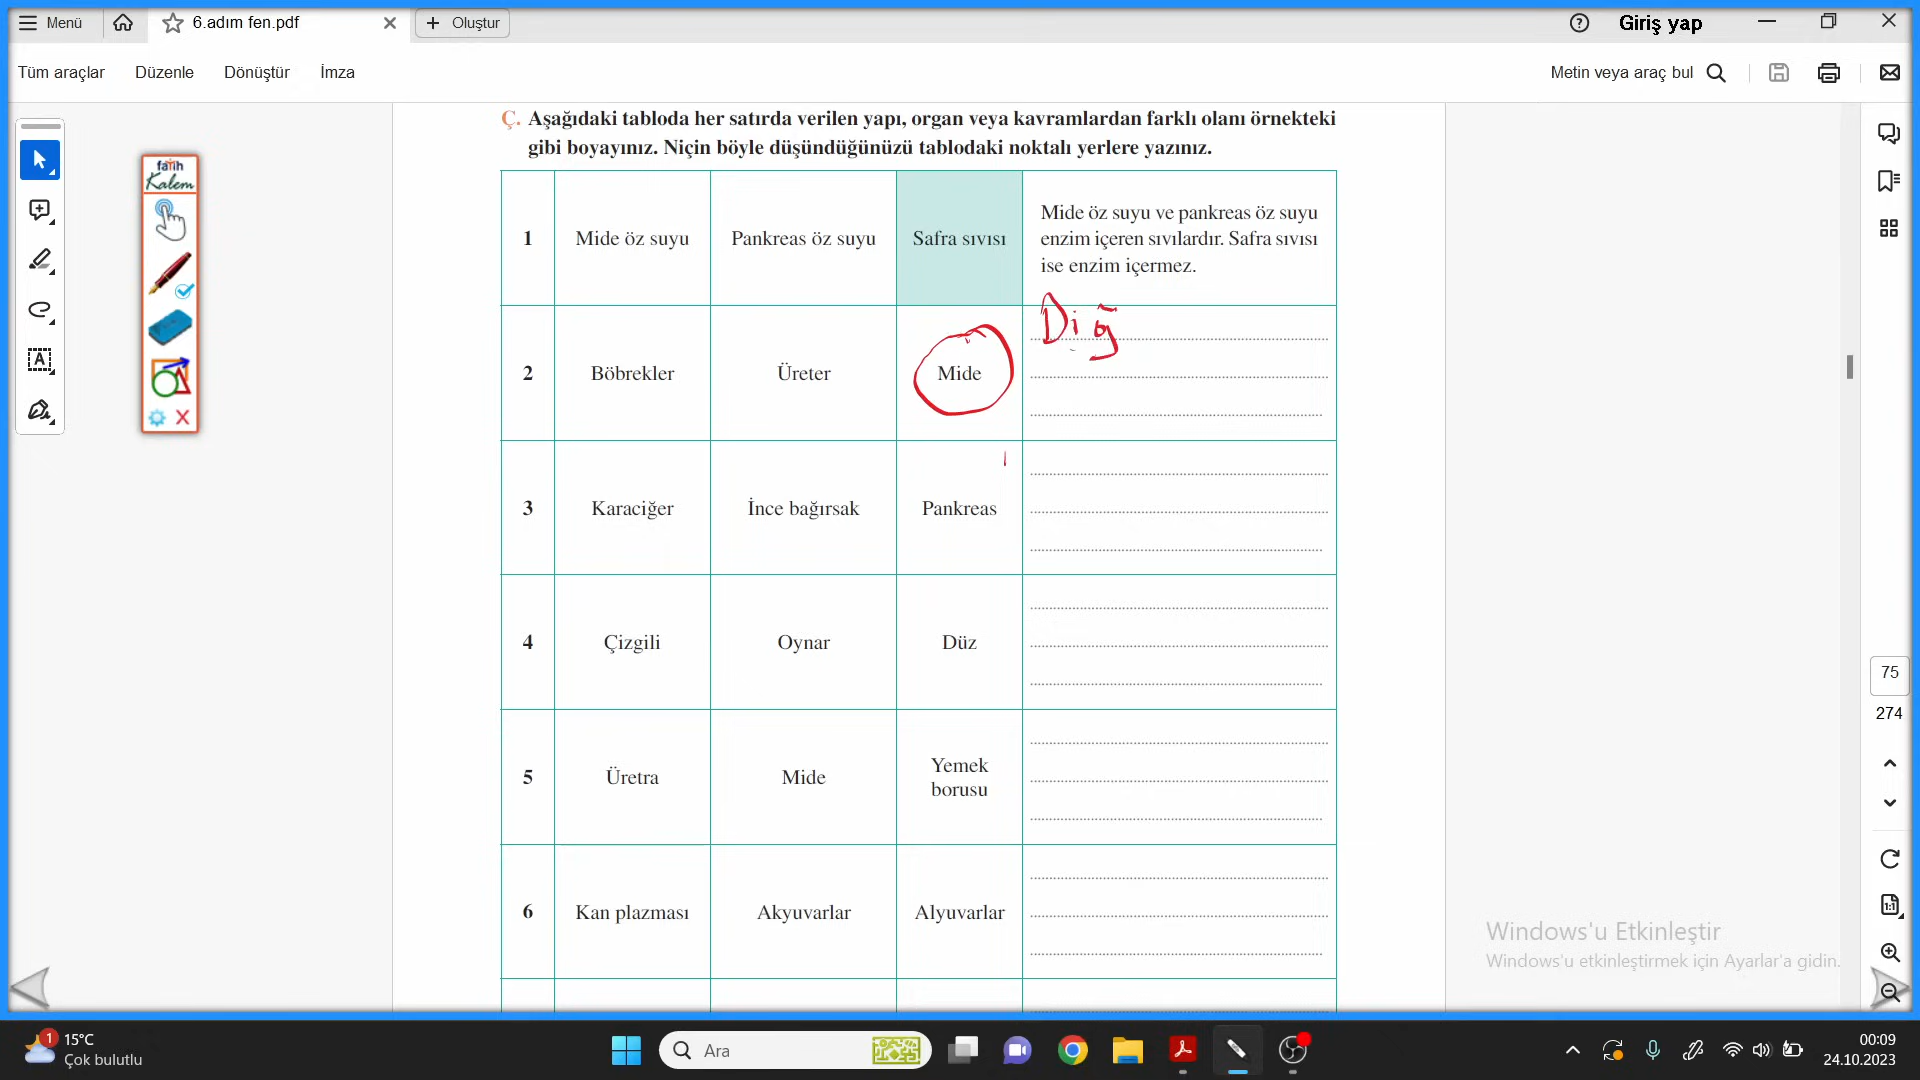 Menü
6.adım fen.pdf
Oluştur
Giriş yap
Tüm araçlar
Düzenle
Dönüştür
İmza
Metin veya araç bul
fatih
Kalem
Ç. Aşağıdaki tabloda her satırda verilen yapı, organ veya kavramlardan farklı olanı örnekteki
gibi boyayınız. Niçin böyle düşündüğünüzü tablodaki noktalı yerlere yazınız.
1
Mide öz suyu
Pankreas öz suyu
Safra sıvısı
Mide öz suyu ve pankreas öz suyu
enzim içeren sıvılardır. Safra sıvısı
ise enzim içermez.
2
Böbrekler
Üreter
Mide
Diğ
3
Karaciğer
İnce bağırsak
Pankreas
4
Çizgili
Oynar
Düz
5
Üretra
Mide
Yemek
borusu
6
Kan plazması
Akyuvarlar
Alyuvarlar
75
274
1:1
Windows'u Etkinleştir
Windows'u etkinleştirmek için Ayarlar'a gidin.
1
15°C
Çok bulutlu
Ara
00:09
24.10.2023